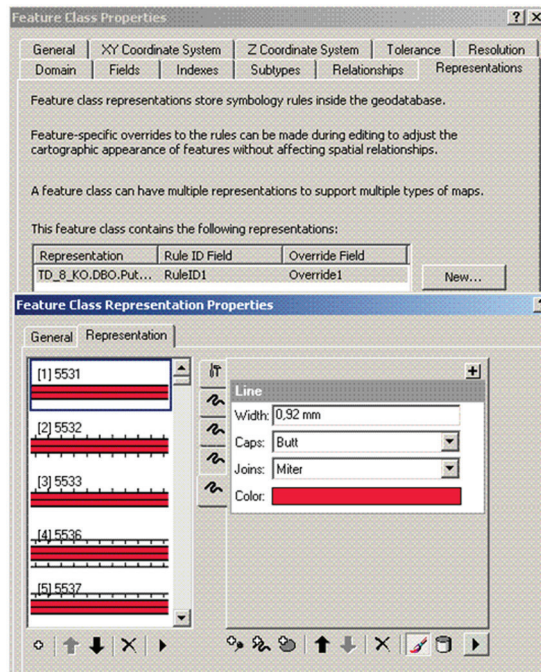 Feature Class Properties
General XY Coordinate System Z Coordinate System Tolerance Resolution
Domain Fields Indexes Subtypes Relationships Representations
Feature class representations store symbology rules inside the geodatabase.
Feature-specific overrides to the rules can be made during editing to adjust the
cartographic appearance of features without affecting spatial relationships.
A feature class can have multiple representations to support multiple types of maps.
This feature class contains the following representations:
Representation Rule ID Field Override Field
TD_8_KO.DBO.Put... RuleID1 Override1
New...
Feature Class Representation Properties
General Representation
[1] 5531
[2] 5532
[3] 5533
[4] 5536
[5] 5537
Line
Width: 0,92 mm
Caps: Butt
Joins: Miter
Color: